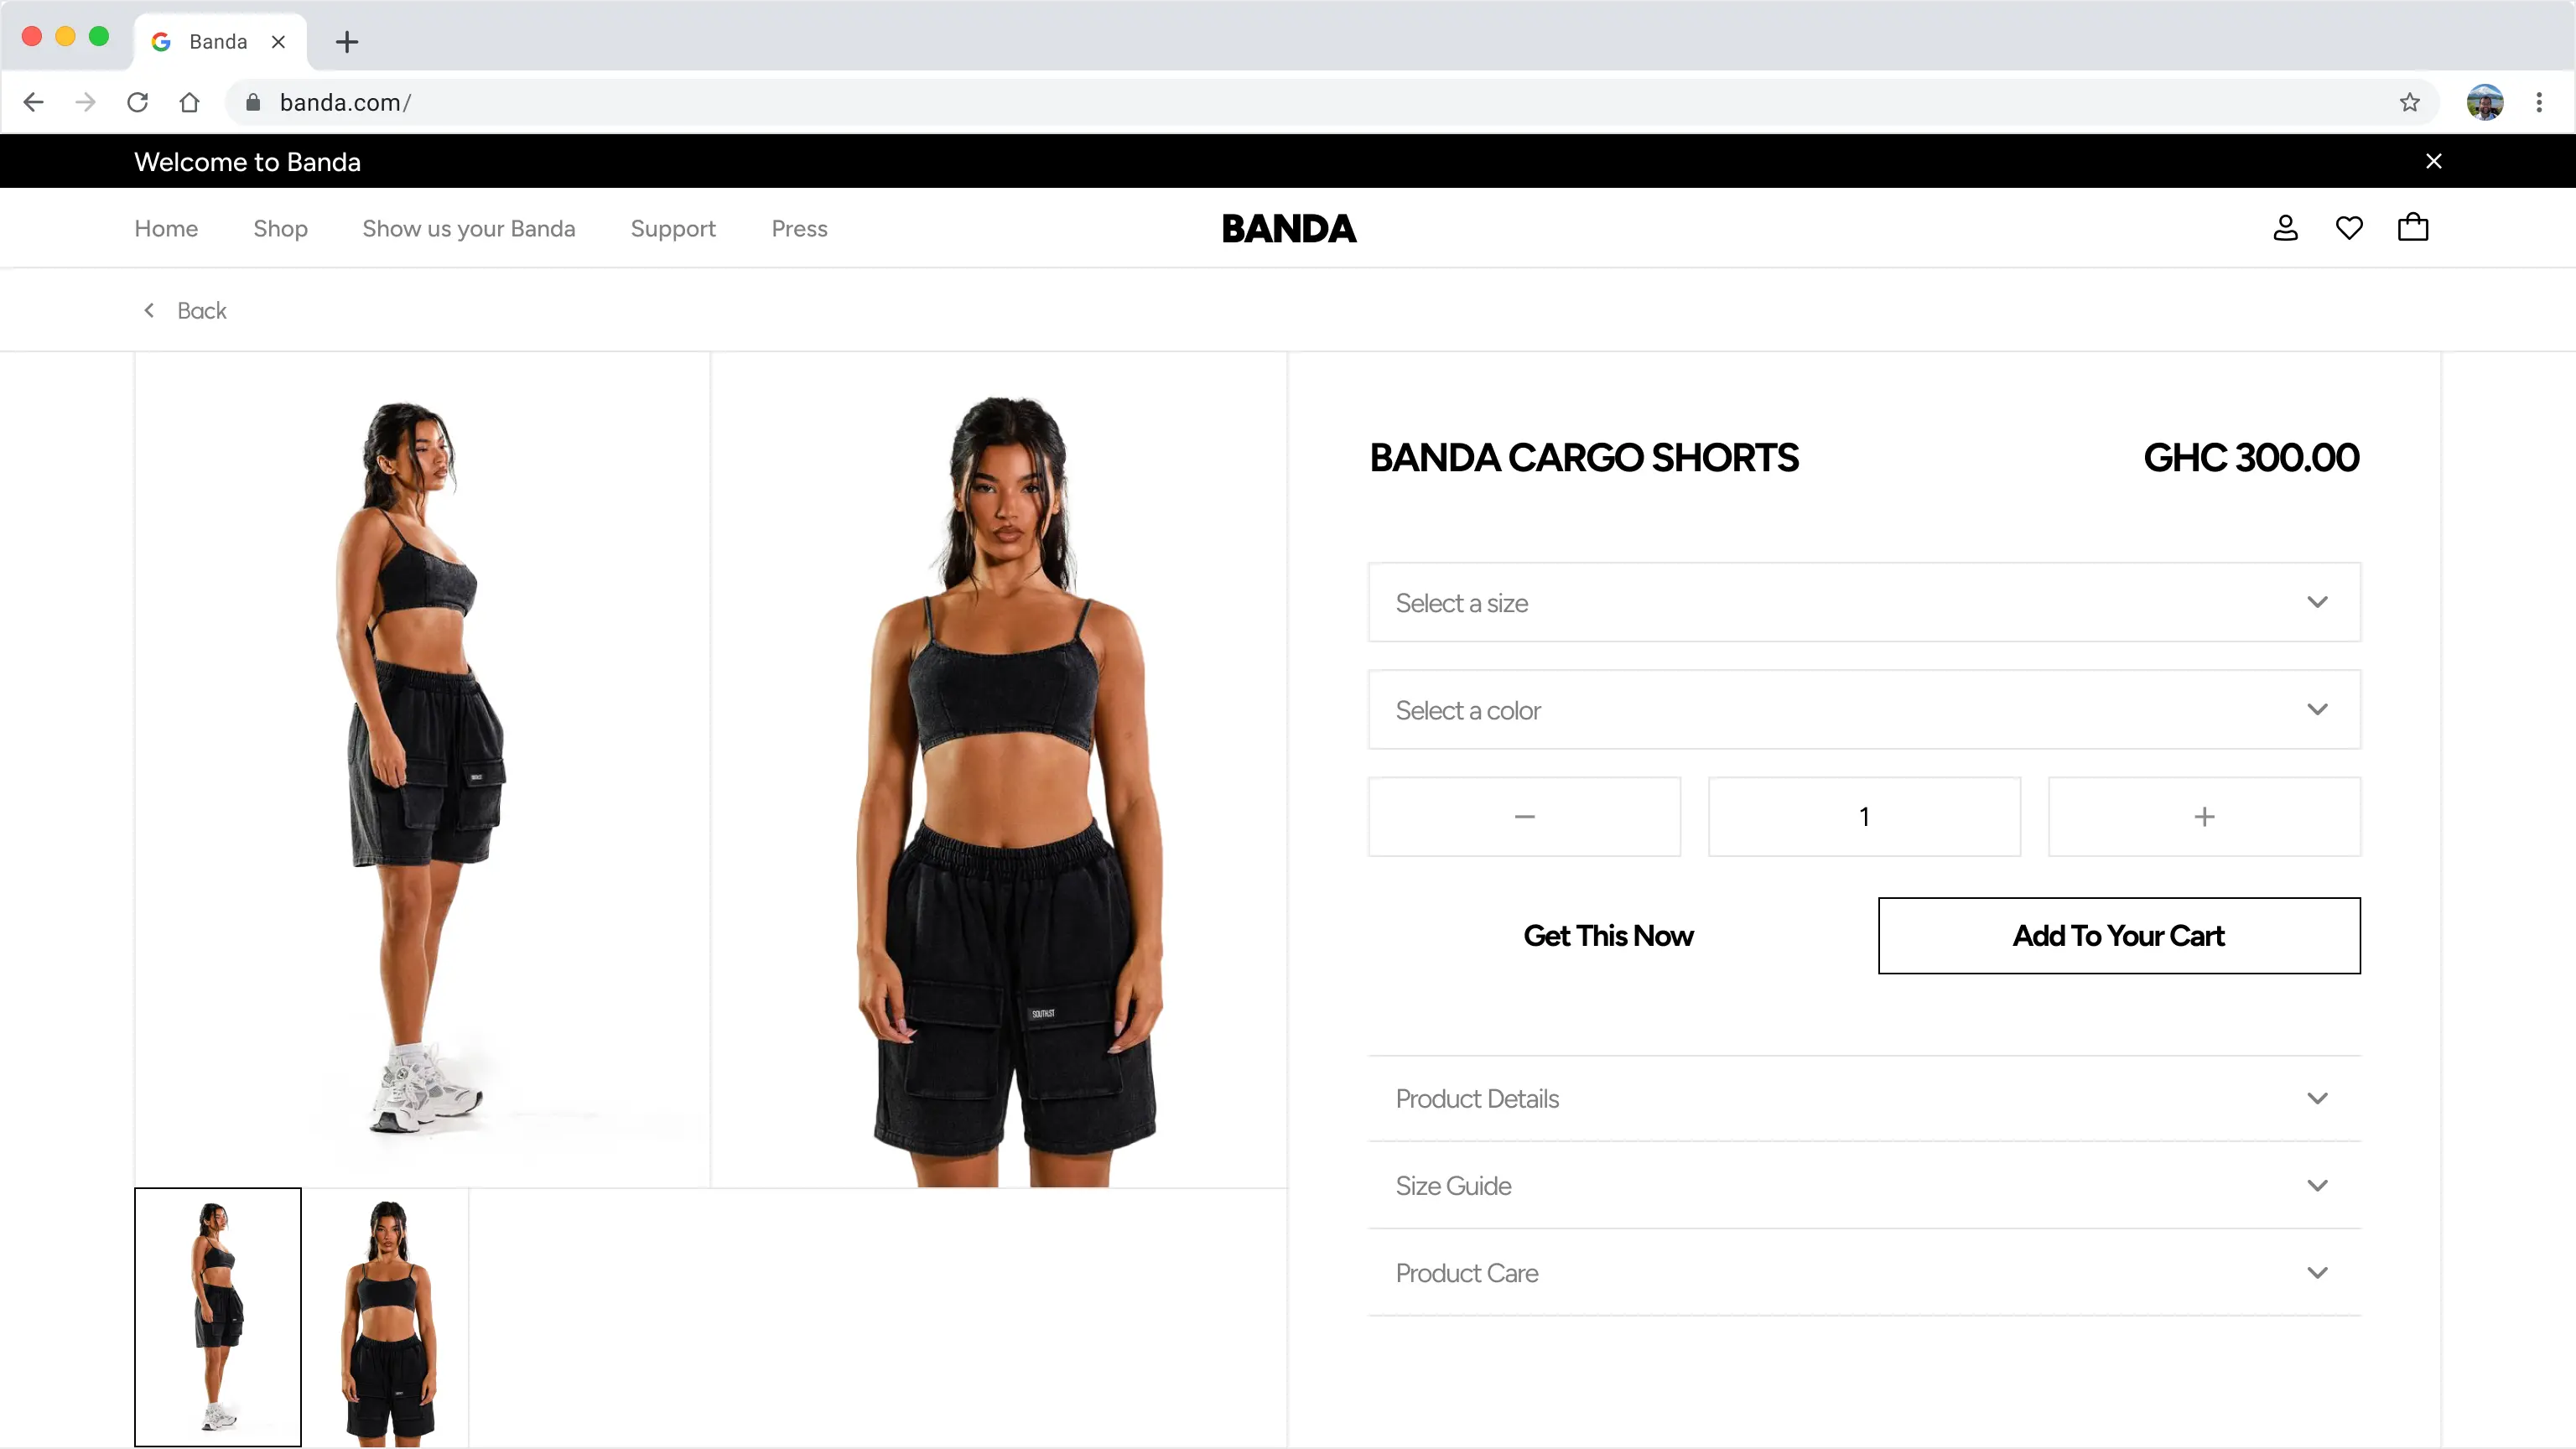 Banda
banda.com/
Welcome to Banda
Home Shop Show us your Banda Support Press
BANDA
Back
BANDA CARGO SHORTS
GHC 300.00
Select a size
Select a color
1
Get This Now
Add To Your Cart
SOUTH.ST
Product Details
Size Guide
Product Care